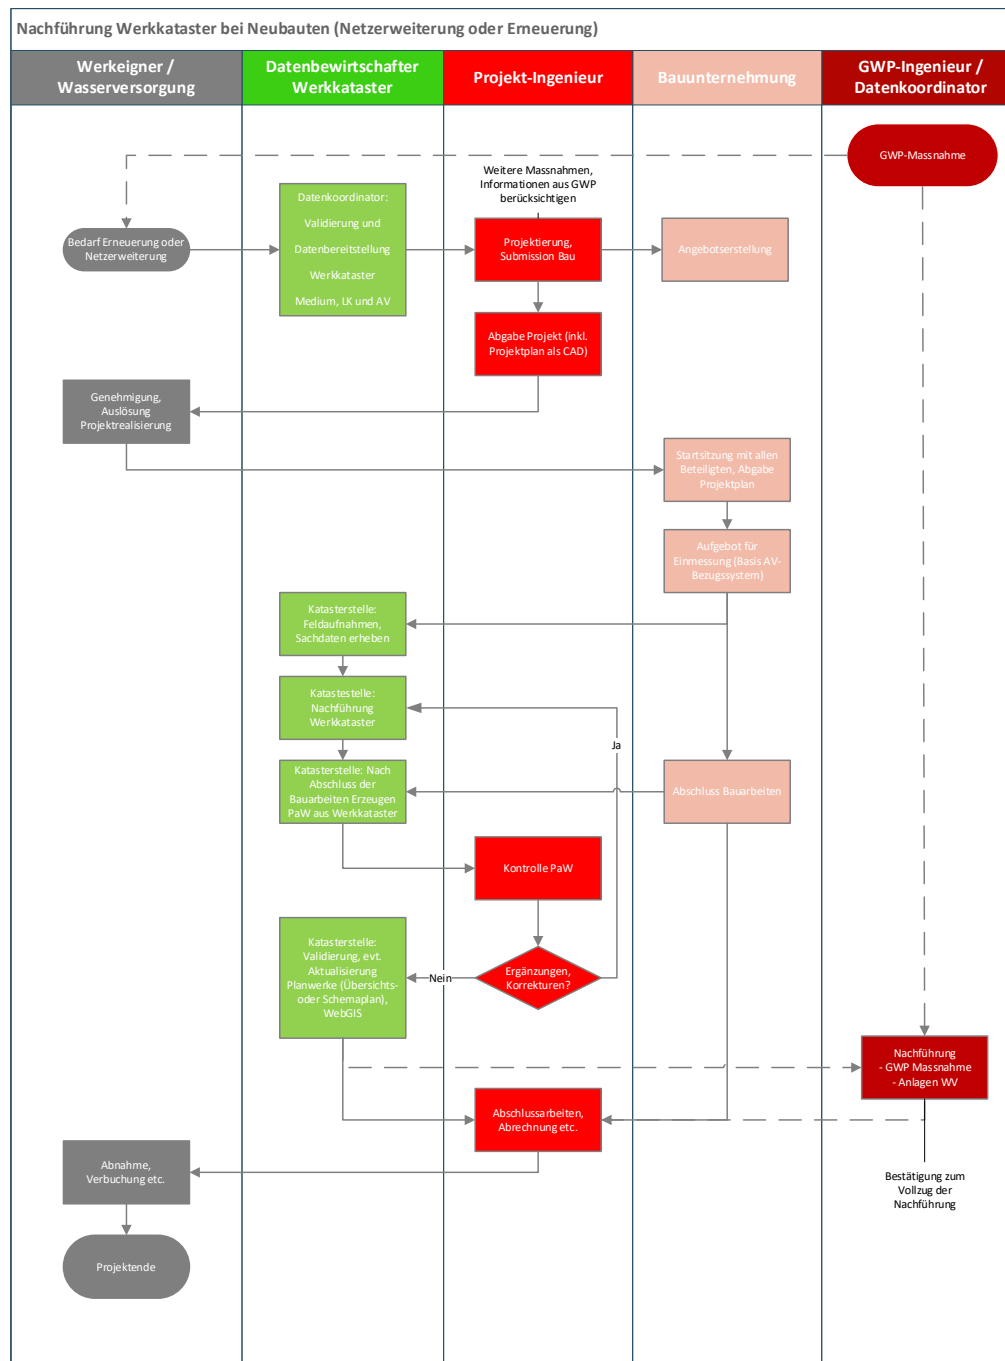 Nachführung Werkkataster bei Neubauten (Netzerweiterung oder Erneuerung)
Werkeigner /
Wasserversorgung
Datenbewirtschafter
Werkkataster
Projekt-Ingenieur
Bauunternehmung
GWP-Ingenieur /
Datenkoordinator
GWP-Massnahme
Weitere Massnahmen,
Informationen aus GWP
berücksichtigen
Bedarf Erneuerung oder
Netzerweiterung
Datenkoordinator:
Validierung und
Datenbereitstellung
Werkkataster
Medium, LK und AV
Projektierung,
Submission Bau
Angebotserstellung
Abgabe Projekt (inkl.
Projektplan als CAD)
Genehmigung,
Auslösung
Projektrealisierung
Startsitzung mit allen
Beteiligten, Abgabe
Projektplan
Aufgebot für
Einmessung (Basis AV-
Bezugssystem)
Katasterstelle:
Feldaufnahmen,
Sachdaten erheben
Katastestelle:
Nachführung
Werkkataster
Ja
Katasterstelle: Nach
Abschluss der
Bauarbeiten Erzeugen
PaW aus Werkkataster
Abschluss Bauarbeiten
Kontrolle PaW
Katasterstelle:
Validierung, evt.
Aktualisierung
Planwerke (Übersichts-
oder Schemaplan),
WebGIS
Nein
Ergänzungen,
Korrekturen?
Nachführung
- GWP Massnahme
- Anlagen WV
Abschlussarbeiten,
Abrechnung etc.
Abnahme,
Verbuchung etc.
Bestätigung zum
Vollzug der
Nachführung
Projektende